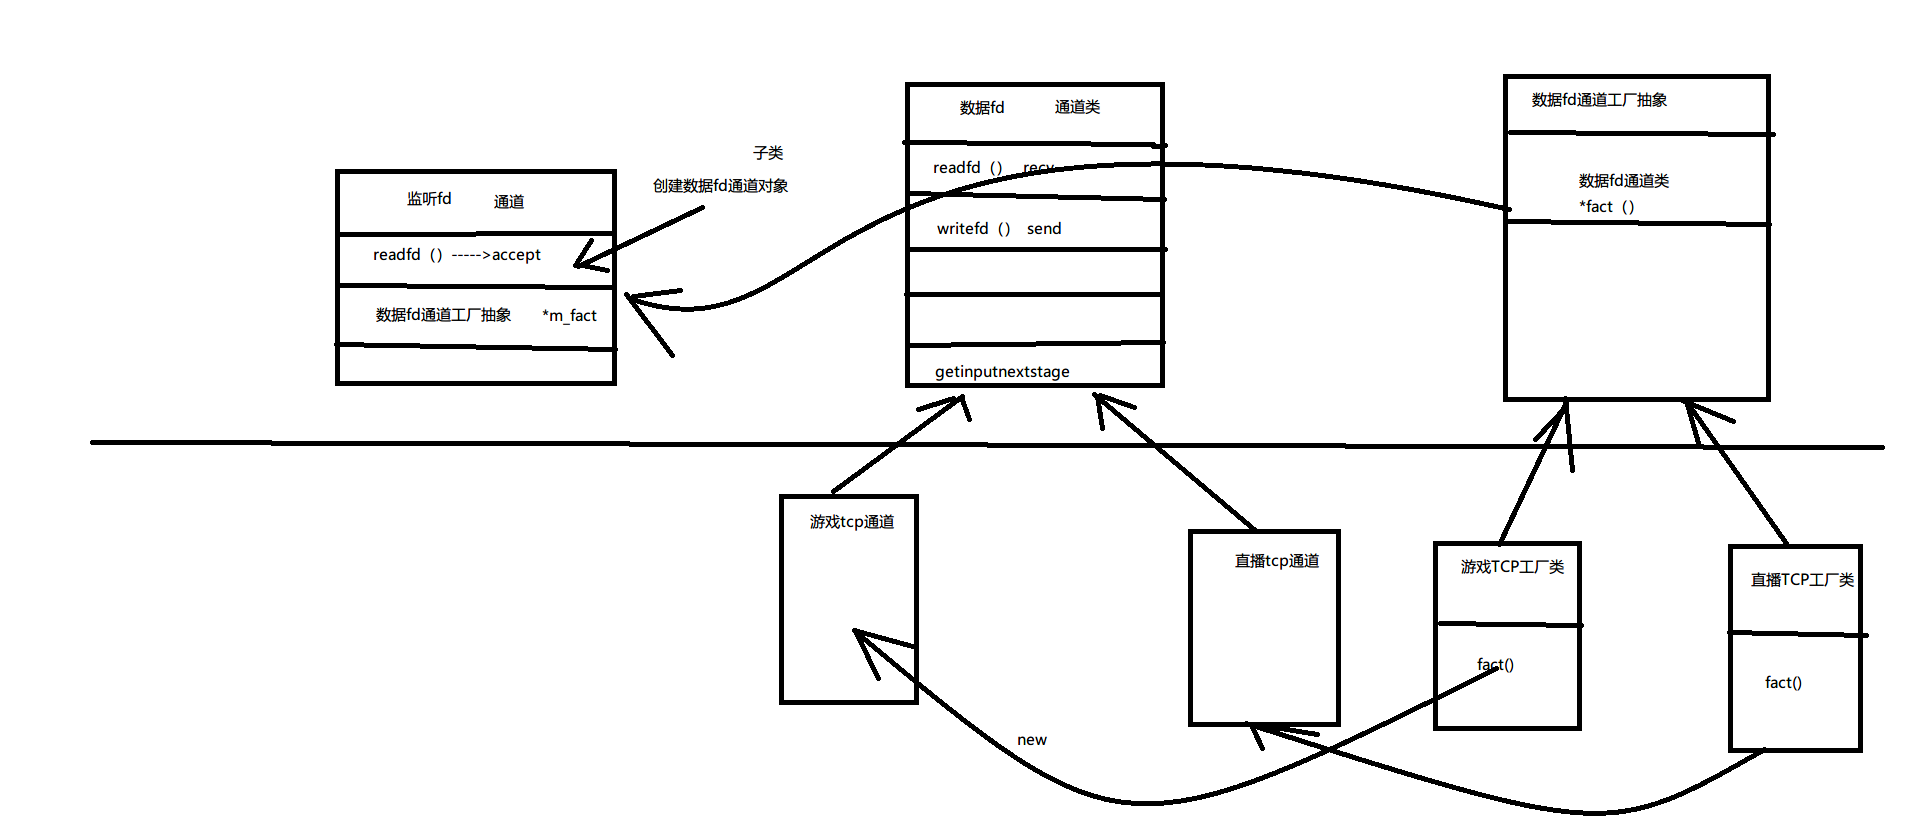 监听fd 通道
readfd（）----->accept
数据fd通道工厂抽象 *m_fact
子类
创建数据fd通道对象
数据fd 通道类
readfd（） recv
writefd（） send
getinputnextstage
数据fd通道工厂抽象
数据fd通道类
*fact（）
游戏tcp通道
直播tcp通道
游戏TCP工厂类
fact()
直播TCP工厂类
fact()
new